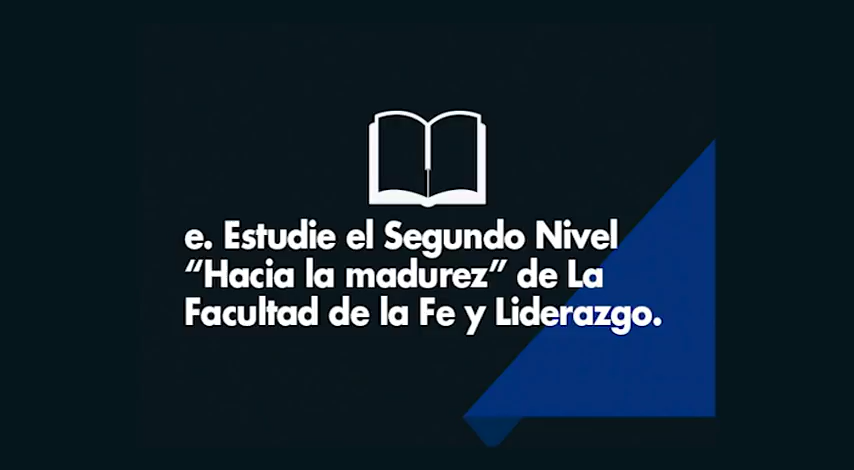 e. Estudie el Segundo Nivel
“Hacia la madurez” de La
Facultad de la Fe y Liderazgo.